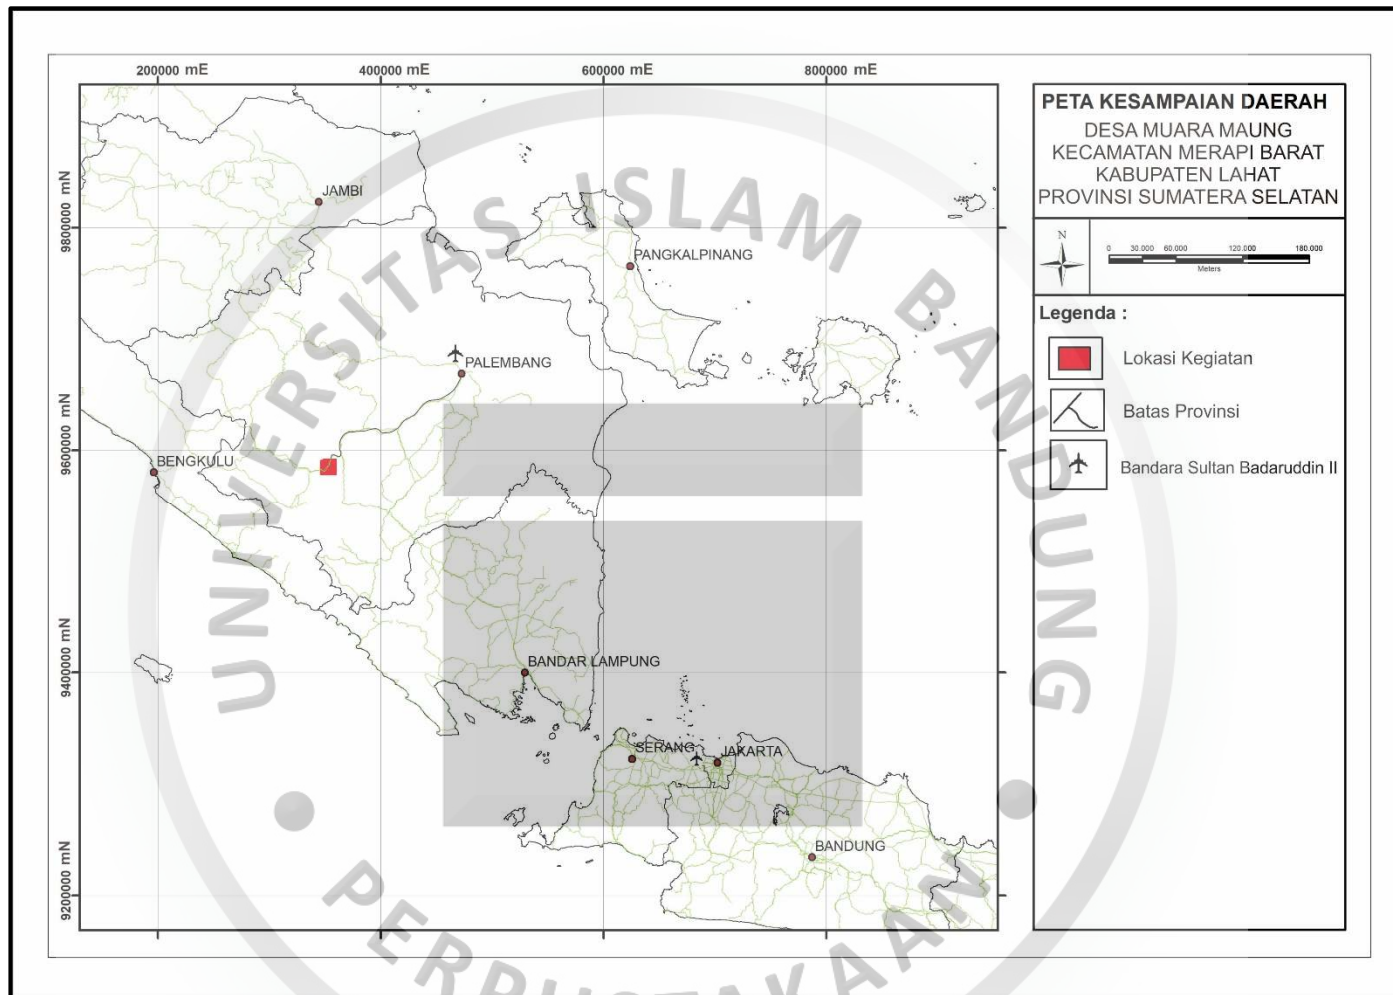 200000 mE
400000 mE
600000 mE
800000 mE
9800000 mN
9600000 mN
9400000 mN
9200000 mN
JAMBI
PANGKALPINANG
PALEMBANG
BENGKULU
BANDAR LAMPUNG
SERANG
JAKARTA
BANDUNG
UNIVERSITAS ISLAM BANDUNG
PERPUSTAKAAN
PETA KESAMPAIAN DAERAH
DESA MUARA MAUNG
KECAMATAN MERAPI BARAT
KABUPATEN LAHAT
PROVINSI SUMATERA SELATAN
N
0 30.000 60.000 120.000 180.000
Meters
Legenda :
Lokasi Kegiatan
Batas Provinsi
Bandara Sultan Badaruddin II